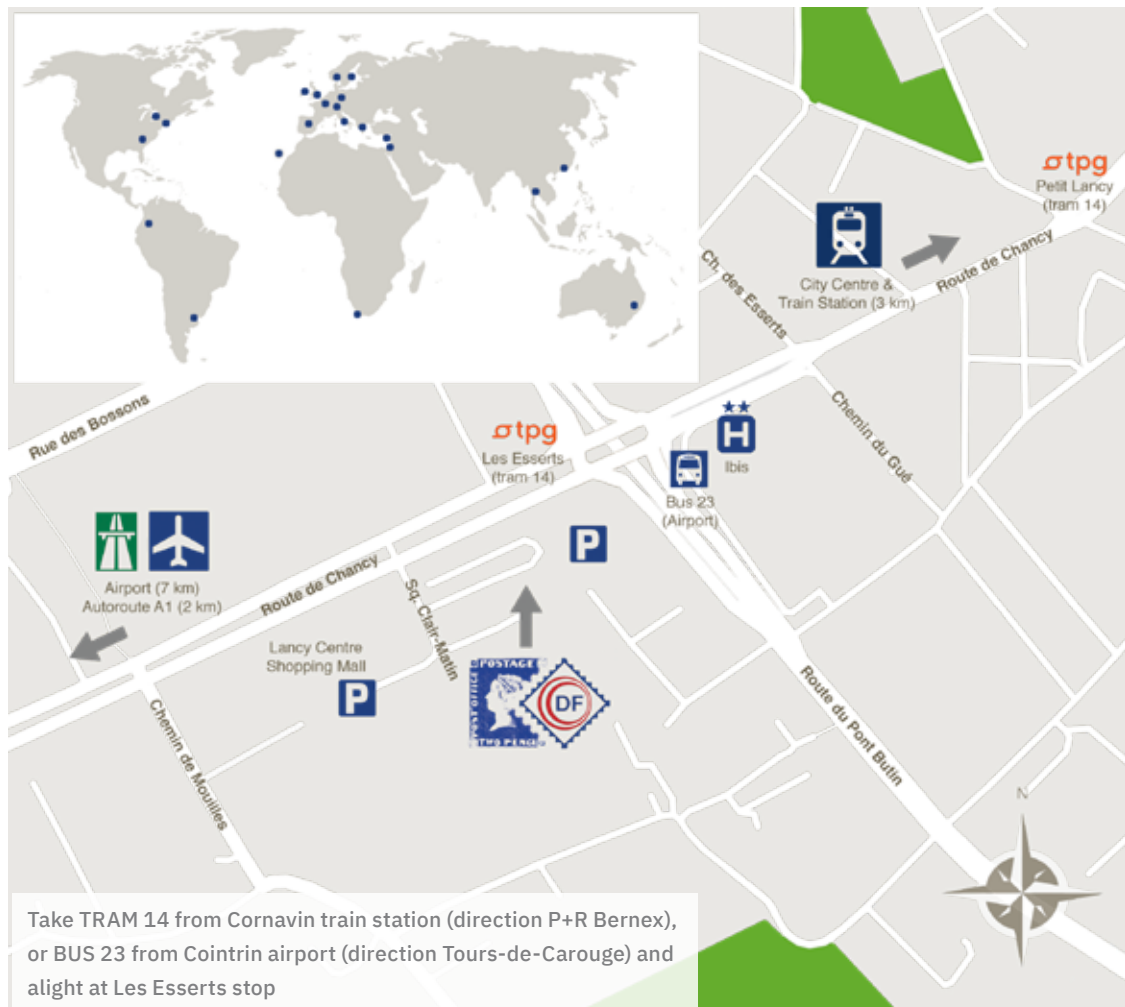 tpg
Petit Lancy
(tram 14)
City Centre &
Train Station (3 km)
Route de Chancy
Ch. des Esserts
Chemin du Gué
Rue des Bossons
tpg
Les Esserts
(tram 14)
H
Ibis
Bus 23
(Airport)
P
Airport (7 km)
Autoroute A1 (2 km)
Route de Chancy
Sq. Clair-Matin
Lancy Centre
Shopping Mall
P
POSTAGE
POST OFFICE
TWO PENCE
DF
Route du Pont Butin
Chemin de Mouilles
N
Take TRAM 14 from Cornavin train station (direction P+R Bernex),
or BUS 23 from Cointrin airport (direction Tours-de-Carouge) and
alight at Les Esserts stop